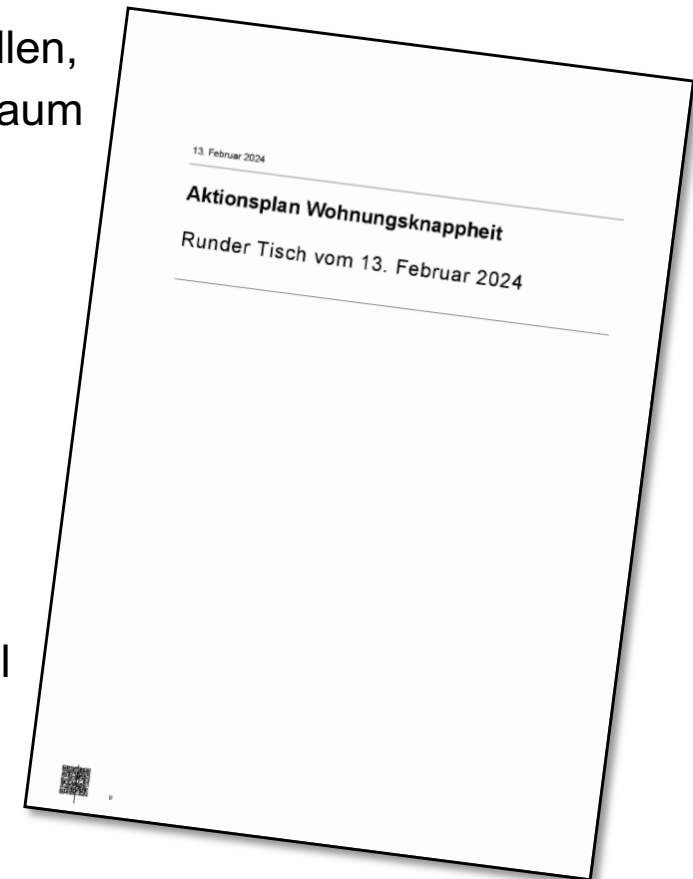 llen,
aum
13. Februar 2024
Aktionsplan Wohnungsknappheit
Runder Tisch vom 13. Februar 2024
l